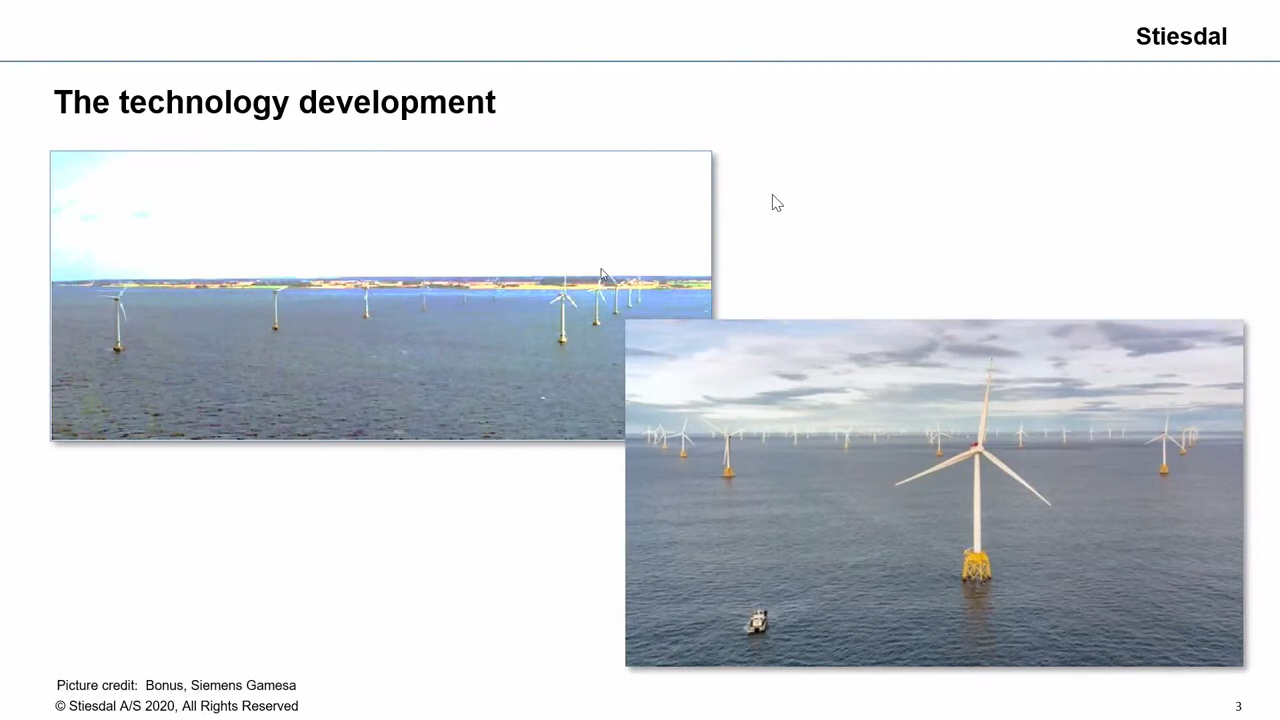 Stiesdal
The technology development
Picture credit:  Bonus, Siemens Gamesa
© Stiesdal A/S 2020, All Rights Reserved
3